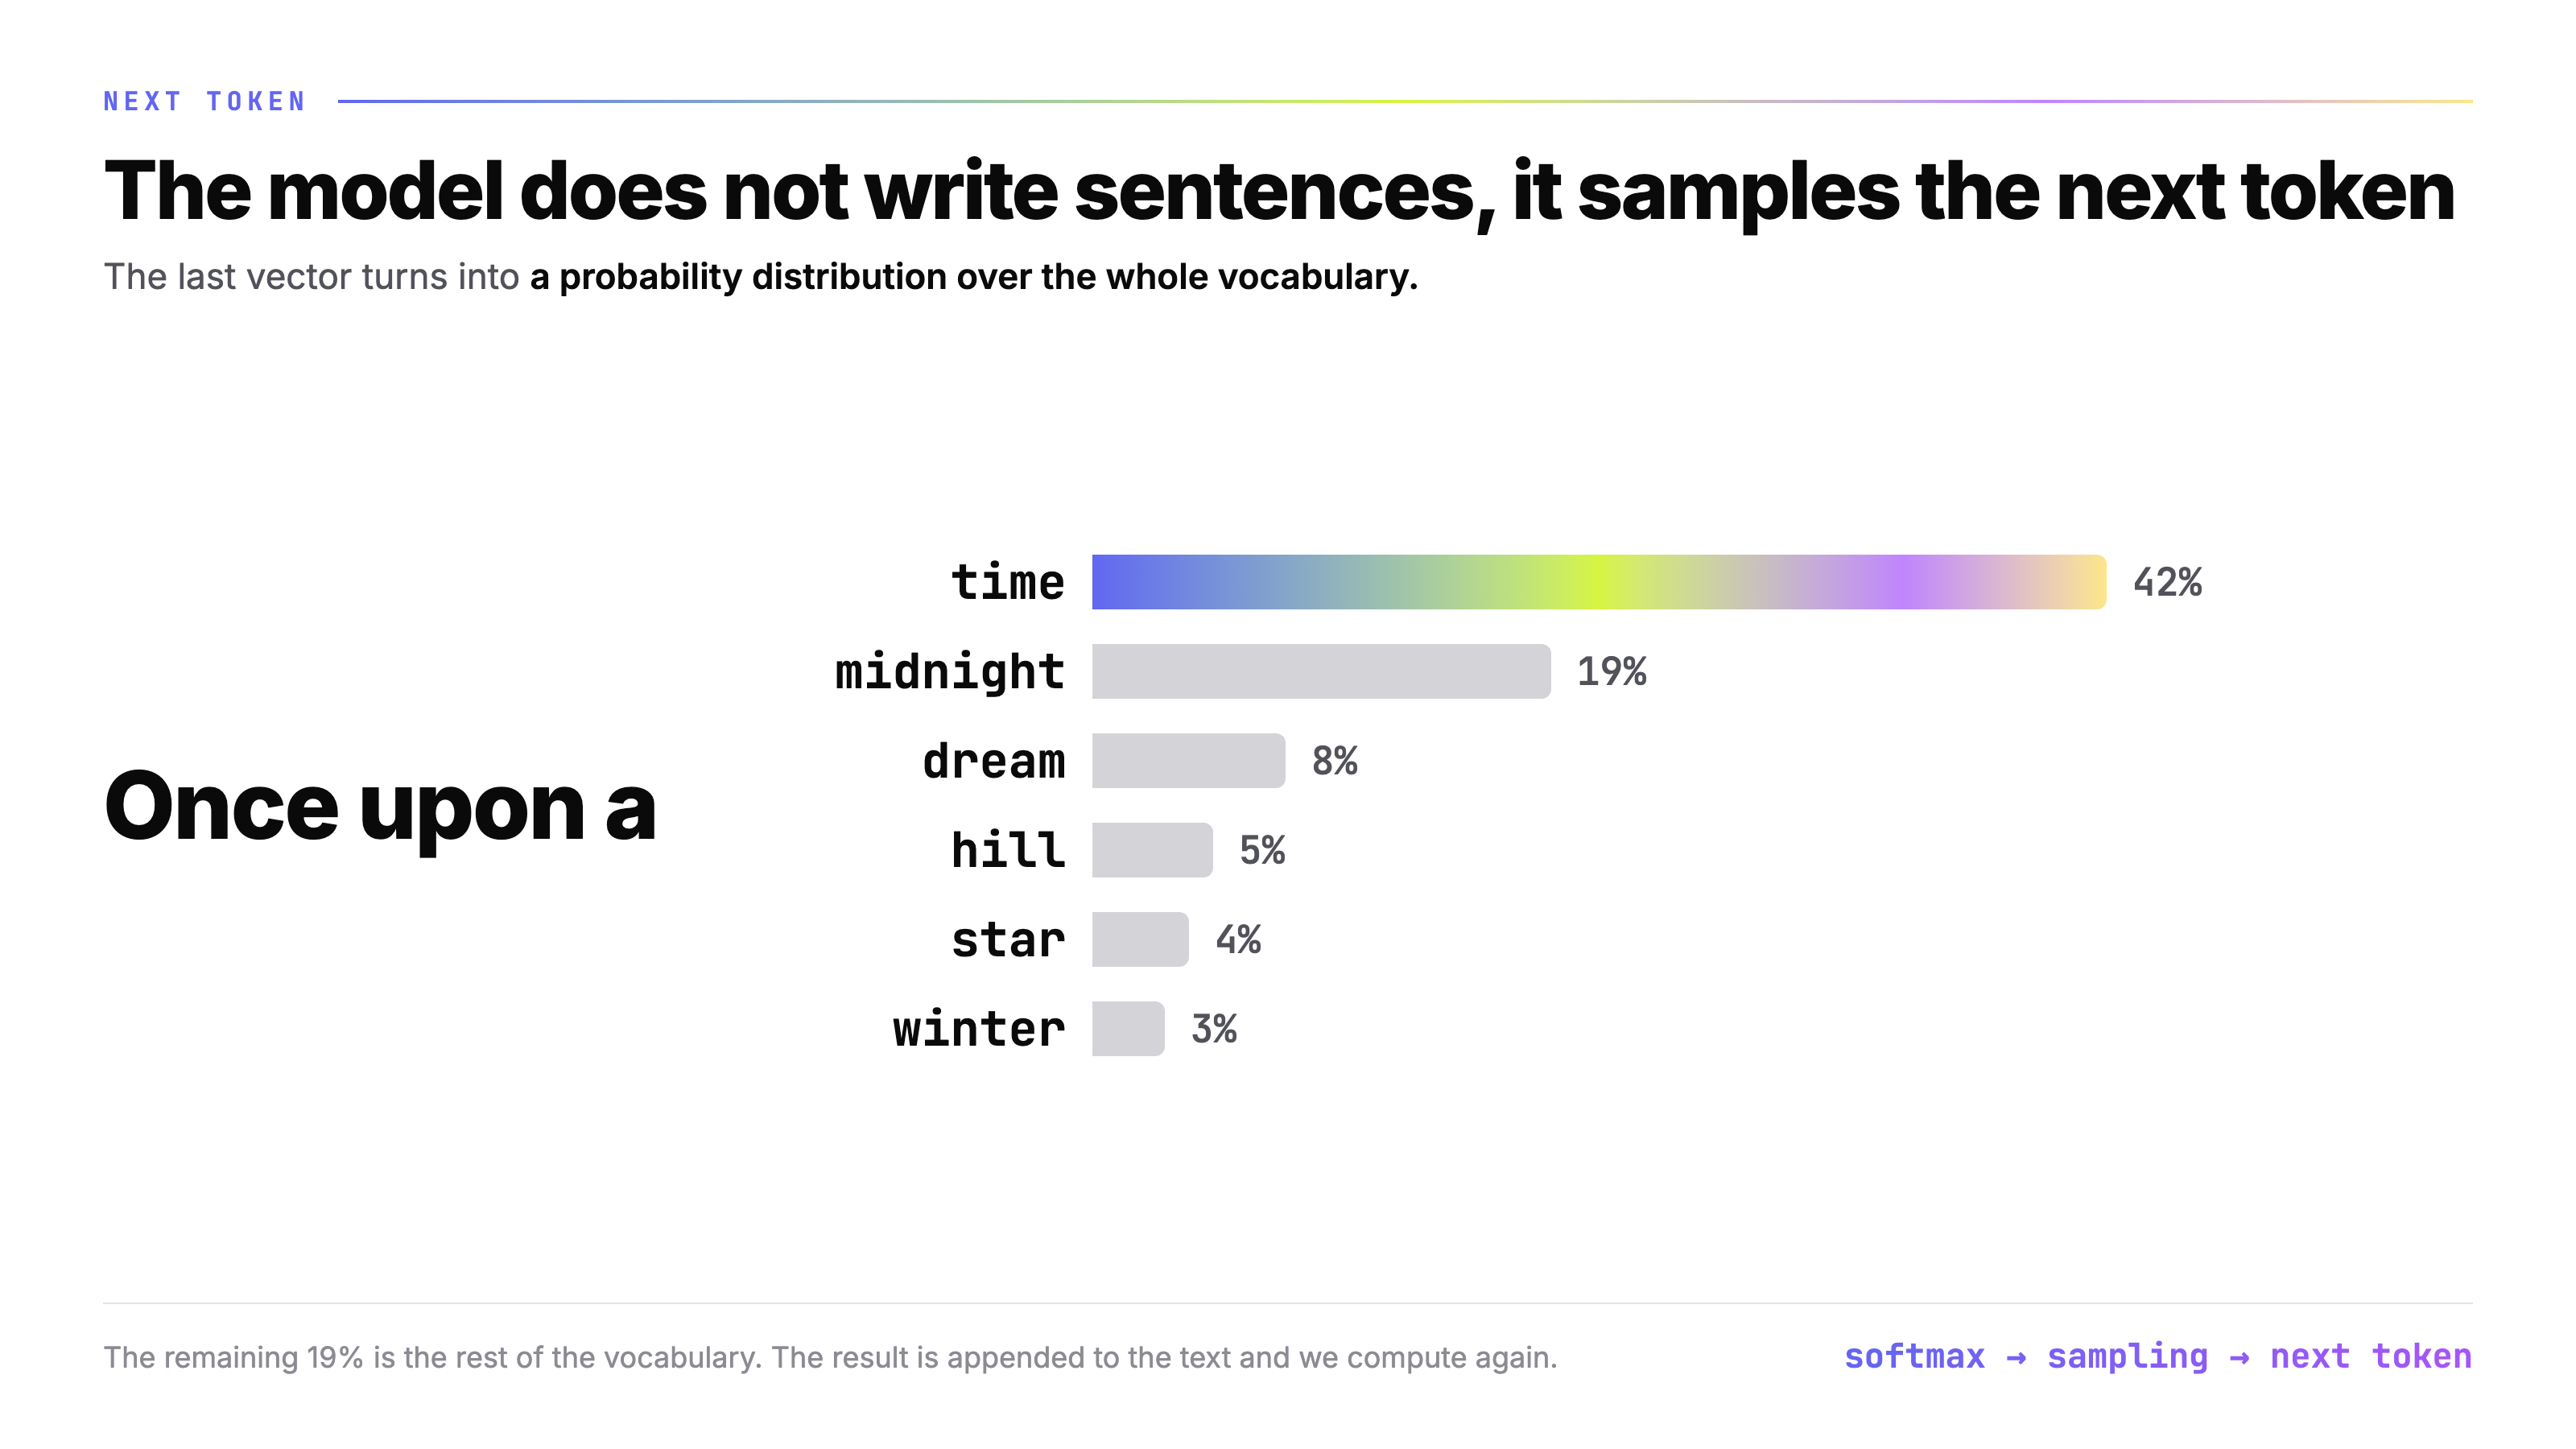 NEXT TOKEN
The model does not write sentences, it samples the next token
The last vector turns into a probability distribution over the whole vocabulary.
Once upon a
time 42%
midnight 19%
dream 8%
hill 5%
star 4%
winter 3%
The remaining 19% is the rest of the vocabulary. The result is appended to the text and we compute again.
softmax → sampling → next token